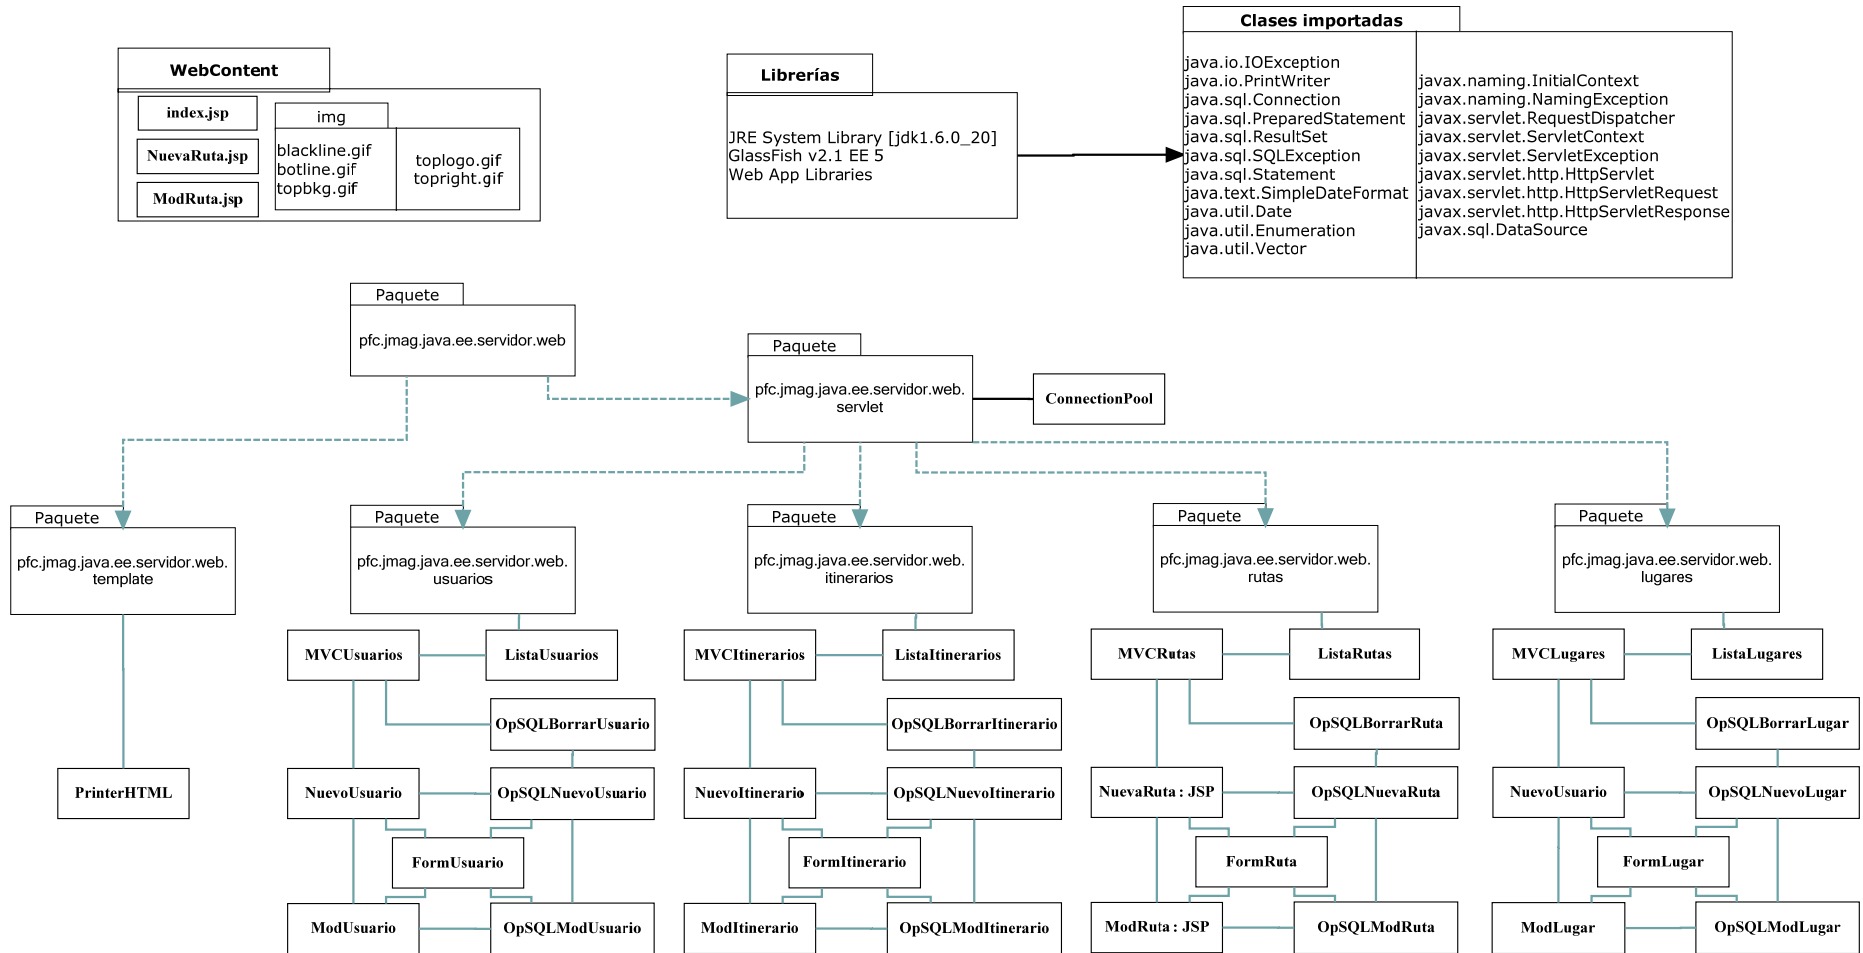 WebContent
index.jsp
NuevaRuta.jsp
ModRuta.jsp
img
blackline.gif
botline.gif
topbkg.gif
toplogo.gif
topright.gif
Librerías
JRE System Library [jdk1.6.0_20]
GlassFish v2.1 EE 5
Web App Libraries
Clases importadas
java.io.IOException
java.io.PrintWriter
java.sql.Connection
java.sql.PreparedStatement
java.sql.ResultSet
java.sql.SQLException
java.sql.Statement
java.text.SimpleDateFormat
java.util.Date
java.util.Enumeration
java.util.Vector
javax.naming.InitialContext
javax.naming.NamingException
javax.servlet.RequestDispatcher
javax.servlet.ServletContext
javax.servlet.ServletException
javax.servlet.http.HttpServlet
javax.servlet.http.HttpServletRequest
javax.servlet.http.HttpServletResponse
javax.sql.DataSource
Paquete
pfc.jmag.java.ee.servidor.web
Paquete
pfc.jmag.java.ee.servidor.web.
servlet
ConnectionPool
Paquete
pfc.jmag.java.ee.servidor.web.
template
PrinterHTML
Paquete
pfc.jmag.java.ee.servidor.web.
usuarios
MVCUsuarios
ListaUsuarios
OpSQLBorrarUsuario
NuevoUsuario
OpSQLNuevoUsuario
FormUsuario
ModUsuario
OpSQLModUsuario
Paquete
pfc.jmag.java.ee.servidor.web.
itinerarios
MVCItinerarios
ListaItinerarios
OpSQLBorrarItinerario
NuevoItinerario
OpSQLNuevoItinerario
FormItinerario
ModItinerario
OpSQLModItinerario
Paquete
pfc.jmag.java.ee.servidor.web.
rutas
MVCRutas
ListaRutas
OpSQLBorrarRuta
NuevaRuta : JSP
OpSQLNuevaRuta
FormRuta
ModRuta : JSP
OpSQLModRuta
Paquete
pfc.jmag.java.ee.servidor.web.
lugares
MVCLugares
ListaLugares
OpSQLBorrarLugar
NuevoUsuario
OpSQLNuevoLugar
FormLugar
ModLugar
OpSQLModLugar